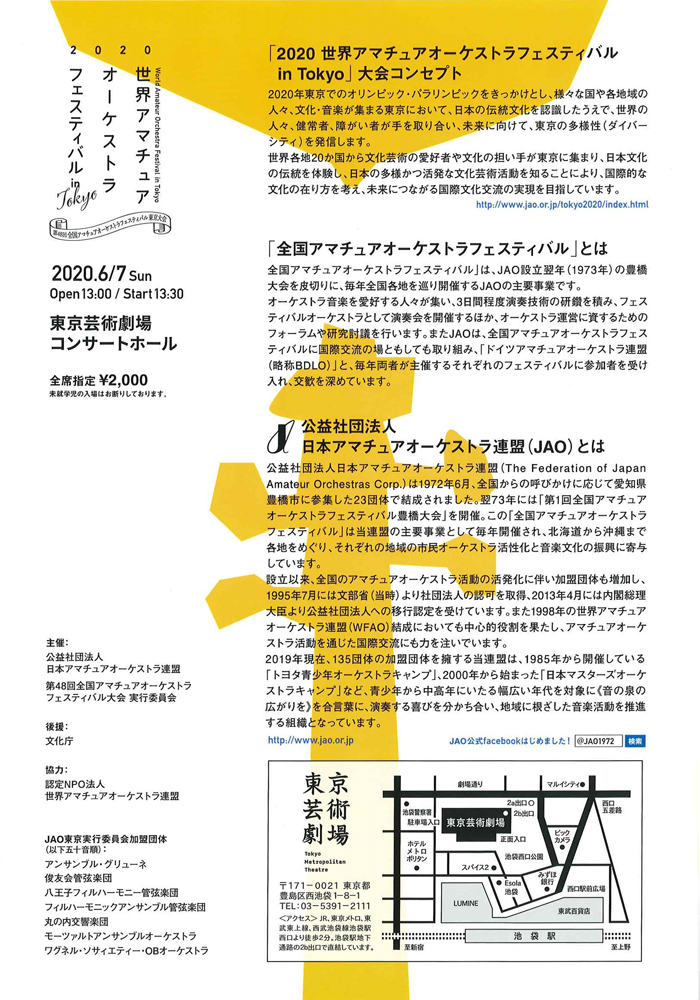 2020
世界アマチュア
オーケストラ
フェスティバル in
Tokyo
World Amateur Orchestra Festival in Tokyo
第48回全国アマチュアオーケストラフェスティバル東京大会
2020.6/7 Sun
Open 13:00 / Start 13:30
東京芸術劇場
コンサートホール
全席指定 ¥2,000
未就学児の入場はお断りしております。
主催：
公益社団法人
日本アマチュアオーケストラ連盟
第48回全国アマチュアオーケストラ
フェスティバル大会 実行委員会
後援：
文化庁
協力：
認定NPO法人
世界アマチュアオーケストラ連盟
JAO東京実行委員会加盟団体
（以下五十音順）：
アンサンブル・グリューネ
俊友会管弦楽団
八王子フィルハーモニー管弦楽団
フィルハーモニックアンサンブル管弦楽団
丸の内交響楽団
モーツァルトアンサンブルオーケストラ
ワグネル・ソサィエティー・OBオーケストラ
「2020 世界アマチュアオーケストラフェスティバル
in Tokyo」大会コンセプト
2020年東京でのオリンピック・パラリンピックをきっかけとし、様々な国や各地域の
人々、文化・音楽が集まる東京において、日本の伝統文化を認識したうえで、世界の
人々、健常者、障がい者が手を取り合い、未来に向けて、東京の多様性（ダイバー
シティ）を発信します。
世界各地20か国から文化芸術の愛好者や文化の担い手が東京に集まり、日本文化
の伝統を体験し、日本の多様かつ活発な文化芸術活動を知ることにより、国際的な
文化の在り方を考え、未来につながる国際文化交流の実現を目指しています。
http://www.jao.or.jp/tokyo2020/index.html
「全国アマチュアオーケストラフェスティバル」とは
全国アマチュアオーケストラフェスティバル」は、JAO設立翌年（1973年）の豊橋
大会を皮切りに、毎年全国各地を巡り開催するJAOの主要事業です。
オーケストラ音楽を愛好する人々が集い、3日間程度演奏技術の研鑽を積み、フェス
ティバルオーケストラとして演奏会を開催するほか、オーケストラ運営に資するための
フォーラムや研究討議を行います。またJAOは、全国アマチュアオーケストラフェス
ティバルに国際交流の場ともしても取り組み、「ドイツアマチュアオーケストラ連盟
（略称BDLO）」と、毎年両者が主催するそれぞれのフェスティバルに参加者を受け
入れ、交歓を深めています。
公益社団法人
日本アマチュアオーケストラ連盟（JAO）とは
公益社団法人日本アマチュアオーケストラ連盟（The Federation of Japan
Amateur Orchestras Corp.）は1972年6月、全国からの呼びかけに応じて愛知県
豊橋市に参集した23団体で結成されました。翌73年には「第1回全国アマチュア
オーケストラフェスティバル豊橋大会」を開催。この「全国アマチュアオーケストラ
フェスティバル」は当連盟の主要事業として毎年開催され、北海道から沖縄まで
各地をめぐり、それぞれの地域の市民オーケストラ活性化と音楽文化の振興に寄与
しています。
設立以来、全国のアマチュアオーケストラ活動の活発化に伴い加盟団体も増加し、
1995年7月には文部省（当時）より社団法人の認可を取得、2013年4月には内閣総理
大臣より公益社団法人への移行認定を受けています。また1998年の世界アマチュア
オーケストラ連盟（WFAO）結成においても中心的役割を果たし、アマチュアオーケ
ストラ活動を通じた国際交流にも力を注いでいます。
2019年現在、135団体の加盟団体を擁する当連盟は、1985年から開催している
「トヨタ青少年オーケストラキャンプ」、2000年から始まった「日本マスターズオーケ
ストラキャンプ」など、青少年から中高年にいたる幅広い年代を対象に《音の泉の
広がりを》を合言葉に、演奏する喜びを分かち合い、地域に根ざした音楽活動を推進
する組織となっています。
http://www.jao.or.jp
JAO公式facebookはじめました！ @JAO1972 検索
東京
芸術
劇場
Tokyo
Metropolitan
Theatre
〒171－0021 東京都
豊島区西池袋1－8－1
TEL：03－5391－2111
＜アクセス＞JR、東京メトロ、東
武東上線、西武池袋線池袋駅
西口より徒歩2分。池袋駅地下
通路の2b出口で直結しています。
劇場通り
マルイシティ
池袋警察署
駐車場入口
東京芸術劇場
2a出口
2b出口
西口
五差路
正面入口
ビック
カメラ
ホテル
メトロ
ポリタン
池袋西口公園
スパイス2
Esola
池袋
みずほ
銀行
西口駅前広場
LUMINE
東武百貨店
池袋駅
至新宿
至上野